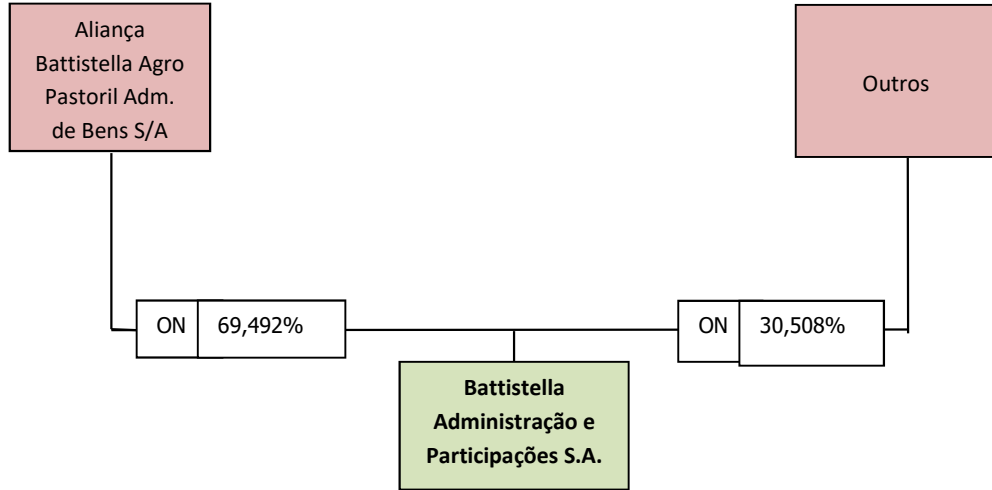 Aliança
Battistella Agro
Pastoril Adm.
de Bens S/A
Outros
ON 69,492%
ON 30,508%
Battistella
Administração e
Participações S.A.